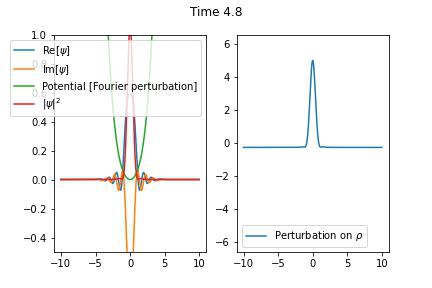 Time 4.8
1.0
0.8
0.6
0.4
0.2
0.0
−0.2
−0.4
Re[ψ]
Im[ψ]
Potential [Fourier perturbation]
|ψ|²
−10 −5 0 5 10
6
4
2
0
−2
−4
−6
Perturbation on ρ
−10 −5 0 5 10